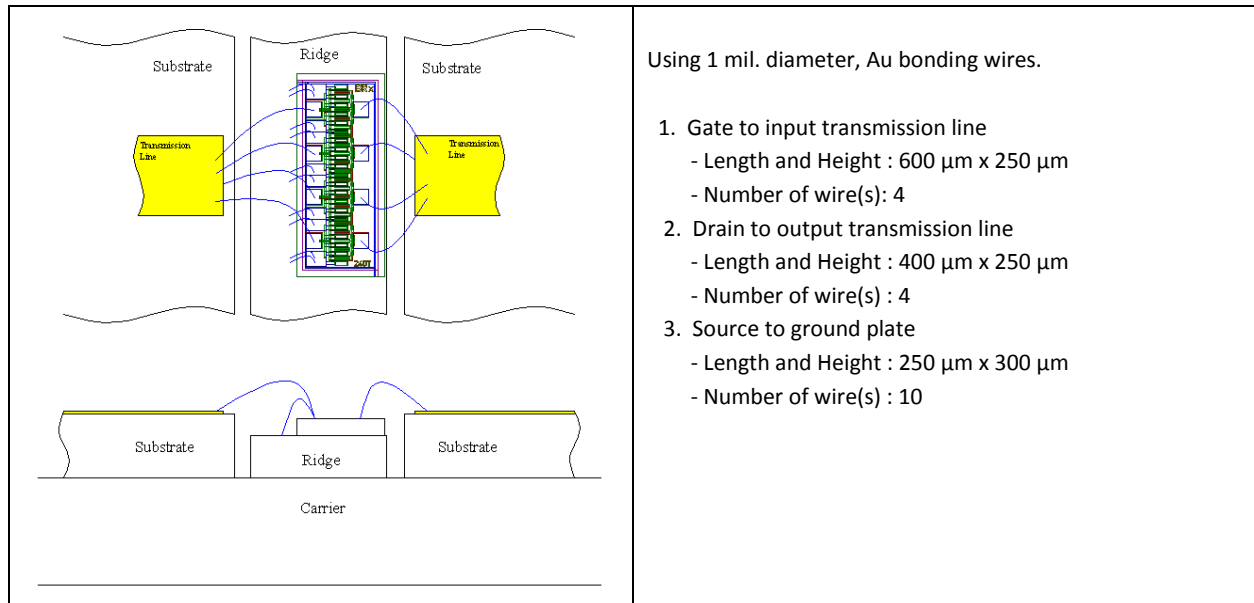 Substrate
Ridge
Substrate
Transmission
Line
Transmission
Line
Substrate
Ridge
Substrate
Carrier
Using 1 mil. diameter, Au bonding wires.
1. Gate to input transmission line
- Length and Height : 600 µm x 250 µm
- Number of wire(s): 4
2. Drain to output transmission line
- Length and Height : 400 µm x 250 µm
- Number of wire(s) : 4
3. Source to ground plate
- Length and Height : 250 µm x 300 µm
- Number of wire(s) : 10